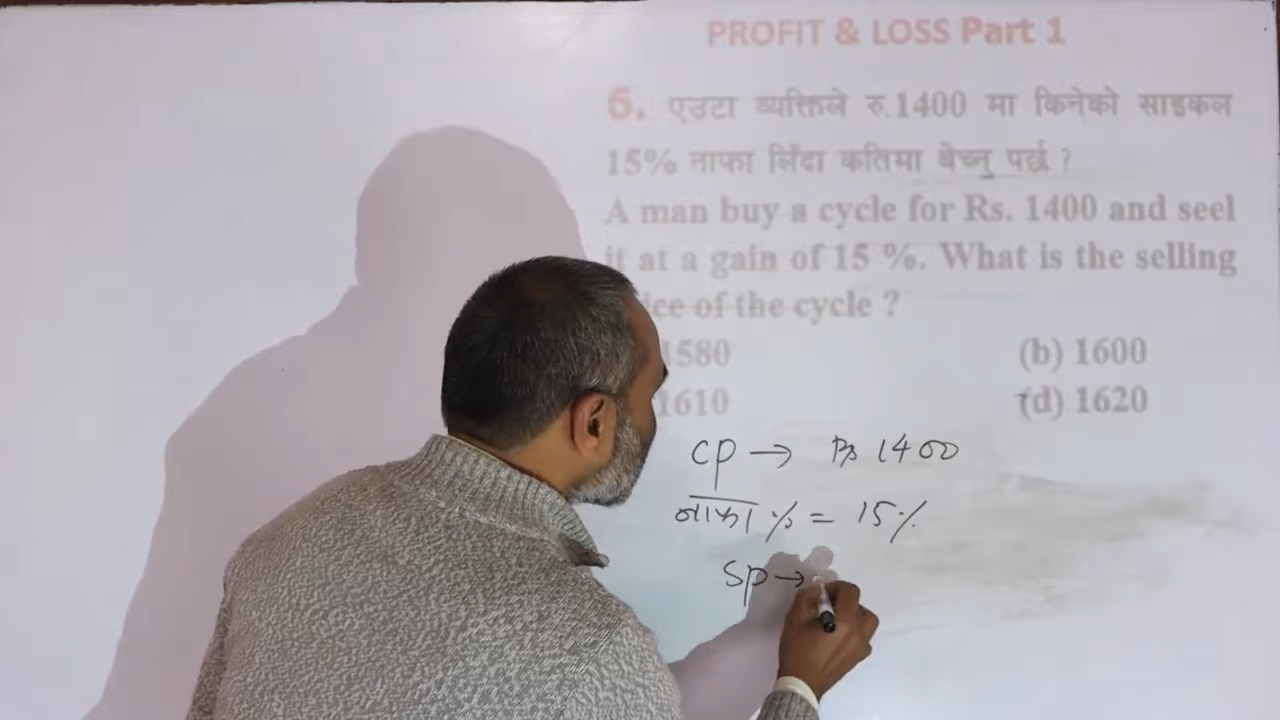 PROFIT & LOSS Part 1
6. एउटा व्यक्तिले रु.1400 मा किनेको साइकल
15% नाफा लिँदा कतिमा बेच्नु पर्छ ?
A man buy a cycle for Rs. 1400 and seel
it at a gain of 15 %. What is the selling
ice of the cycle ?
1580 (b) 1600
1610 (d) 1620
CP → Rs 1400
नाफा % = 15%
SP →